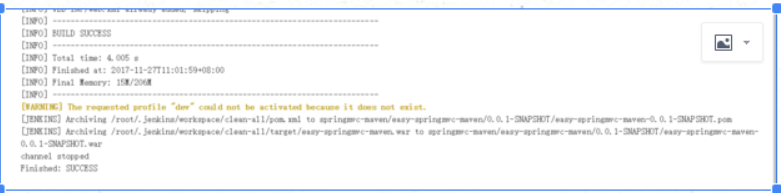 [INFO] ------------------------------------------------------------------------
[INFO] BUILD SUCCESS
[INFO] ------------------------------------------------------------------------
[INFO] Total time: 4.005 s
[INFO] Finished at: 2017-11-27T11:01:59+08:00
[INFO] Final Memory: 15M/206M
[INFO] ------------------------------------------------------------------------
[WARNING] The requested profile "dev" could not be activated because it does not exist.
[JENKINS] Archiving /root/.jenkins/workspace/clean-all/pom.xml to springmvc-maven/easy-springmvc-maven/0.0.1-SNAPSHOT/easy-springmvc-maven-0.0.1-SNAPSHOT.pom
[JENKINS] Archiving /root/.jenkins/workspace/clean-all/target/easy-springmvc-maven.war to springmvc-maven/easy-springmvc-maven/0.0.1-SNAPSHOT/easy-springmvc-maven-
0.0.1-SNAPSHOT.war
channel stopped
Finished: SUCCESS